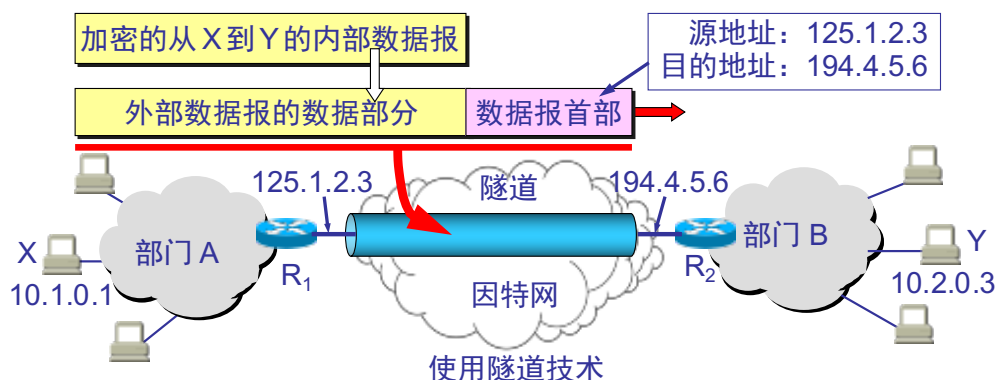 加密的从 X 到 Y 的内部数据报
源地址：125.1.2.3
目的地址：194.4.5.6
外部数据报的数据部分
数据报首部
125.1.2.3
隧道
194.4.5.6
X
部门 A
R1
R2
部门 B
Y
10.1.0.1
10.2.0.3
因特网
使用隧道技术